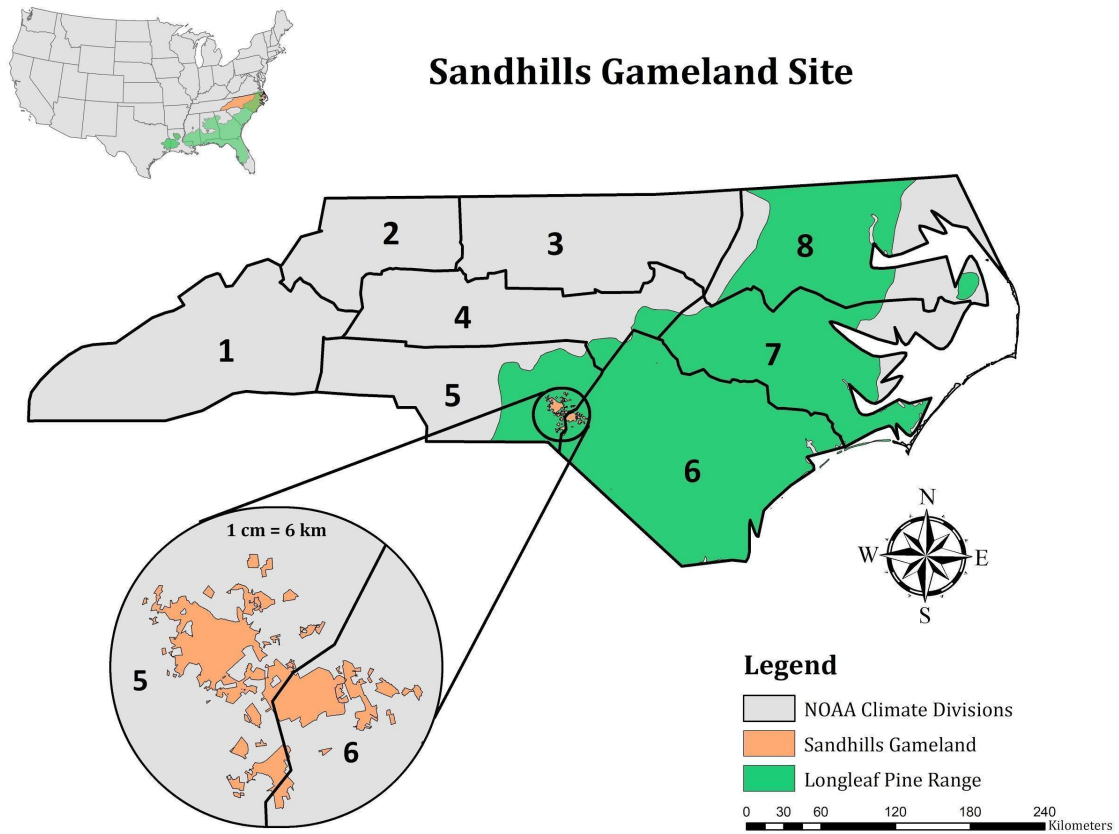 Sandhills Gameland Site
2
3
8
4
1
7
5
6
1 cm = 6 km
N
W
E
S
5
6
Legend
NOAA Climate Divisions
Sandhills Gameland
Longleaf Pine Range
0 30 60 120 180 240
Kilometers